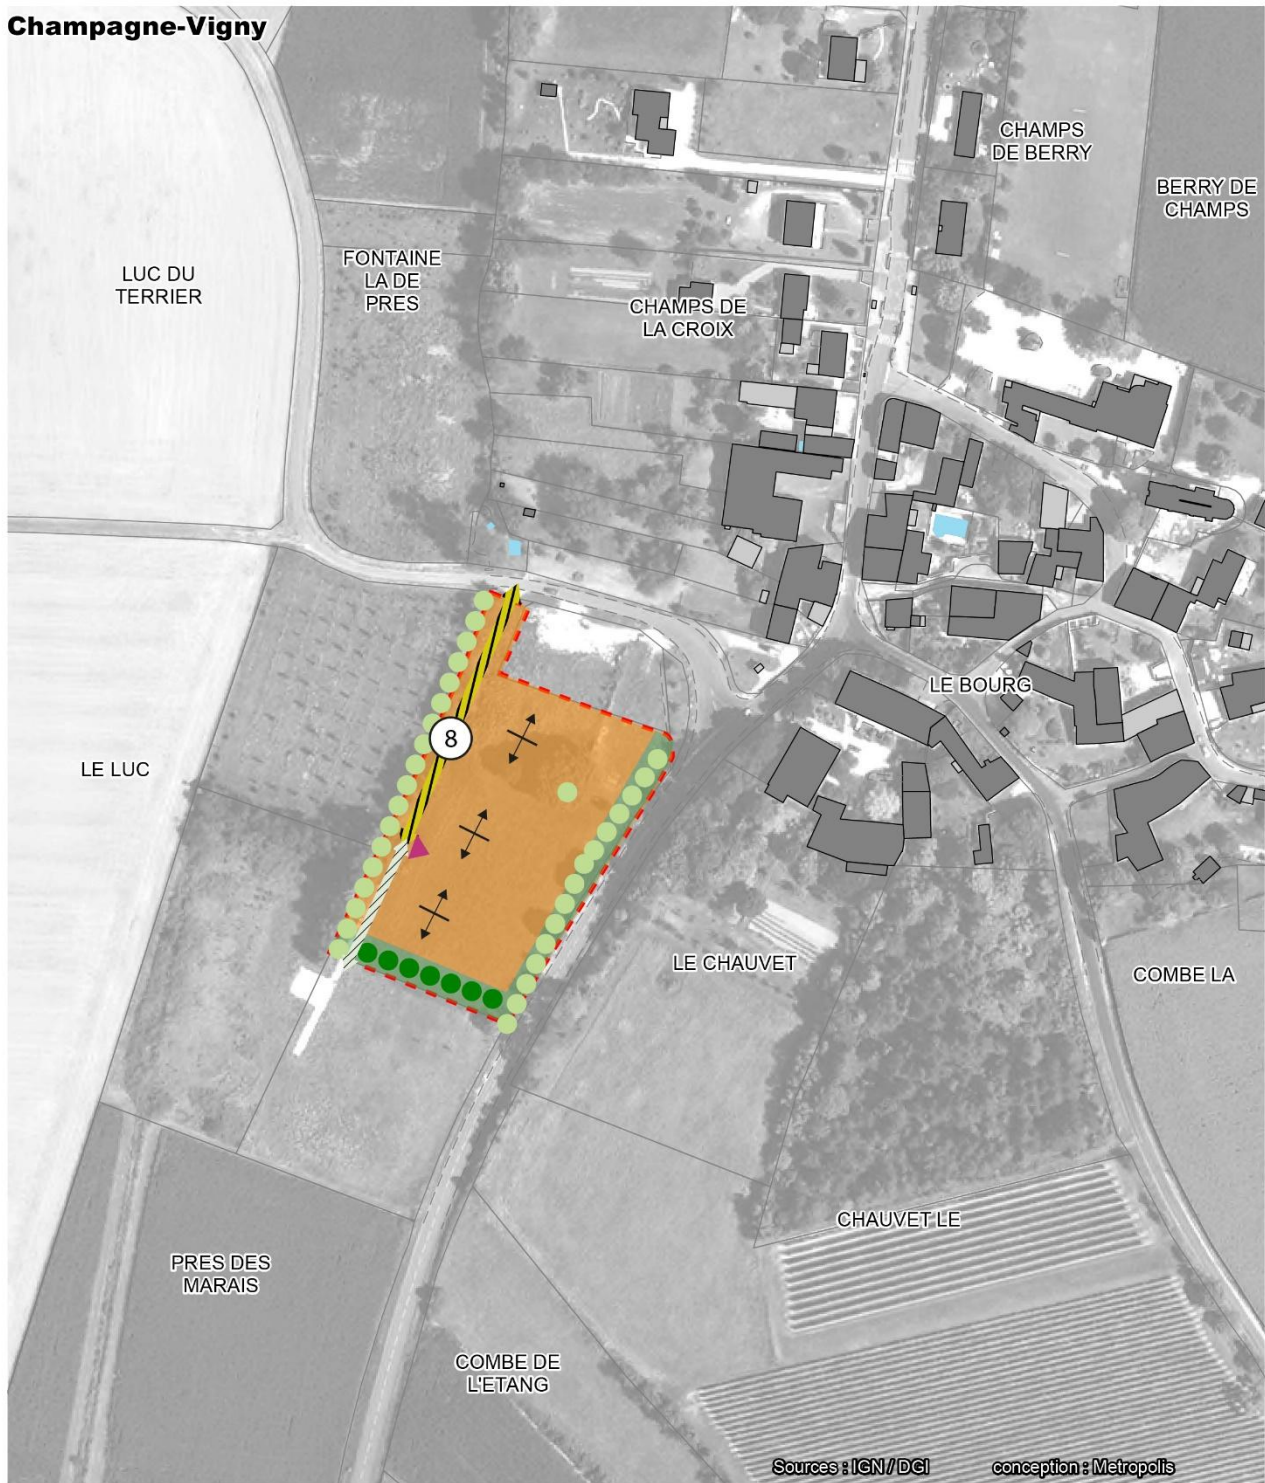 Champagne-Vigny
CHAMPS
DE BERRY
BERRY DE
CHAMPS
FONTAINE
LA DE
PRES
LUC DU
TERRIER
CHAMPS DE
LA CROIX
LE BOURG
8
LE LUC
LE CHAUVET
COMBE LA
CHAUVET LE
PRES DES
MARAIS
COMBE DE
L'ETANG
Sources : IGN / DGI
conception : Metropolis